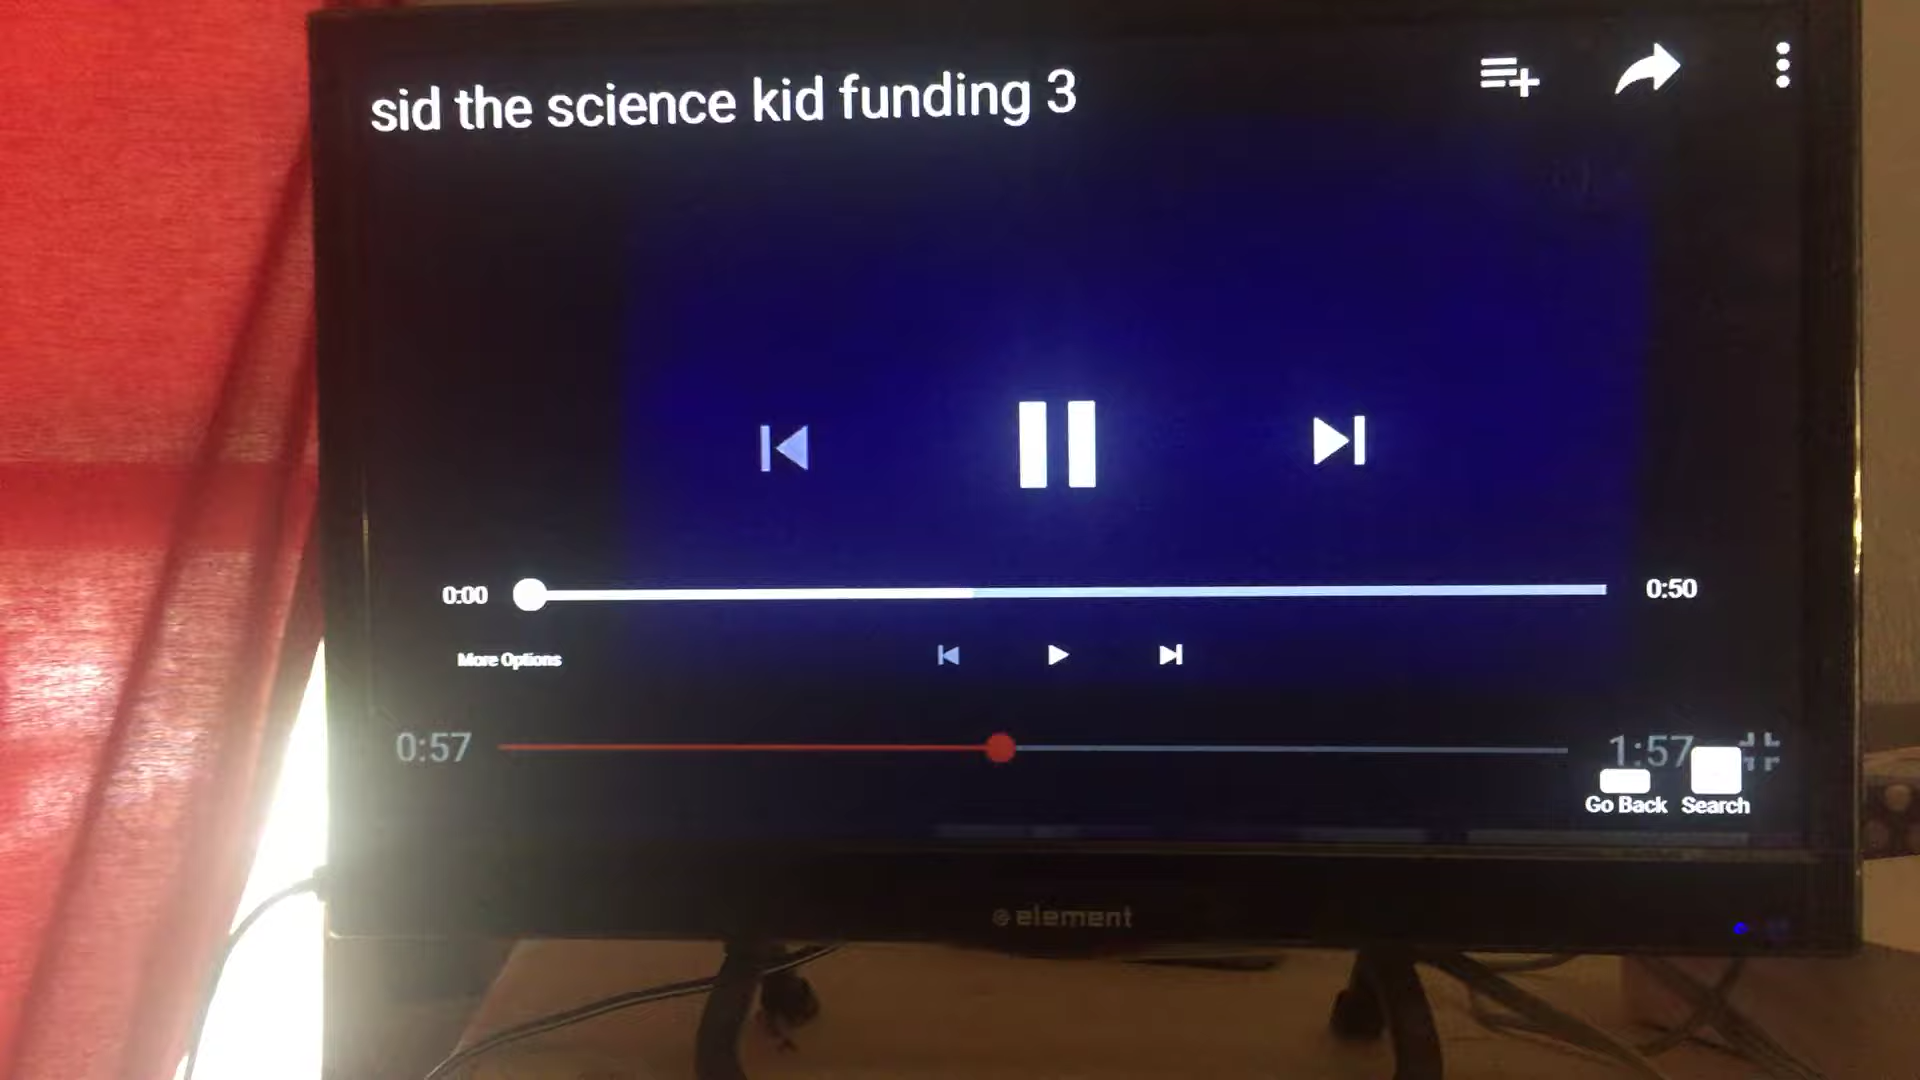 sid the science kid funding 3
0:00
0:50
More Options
0:57
1:57
Go Back
Search
element